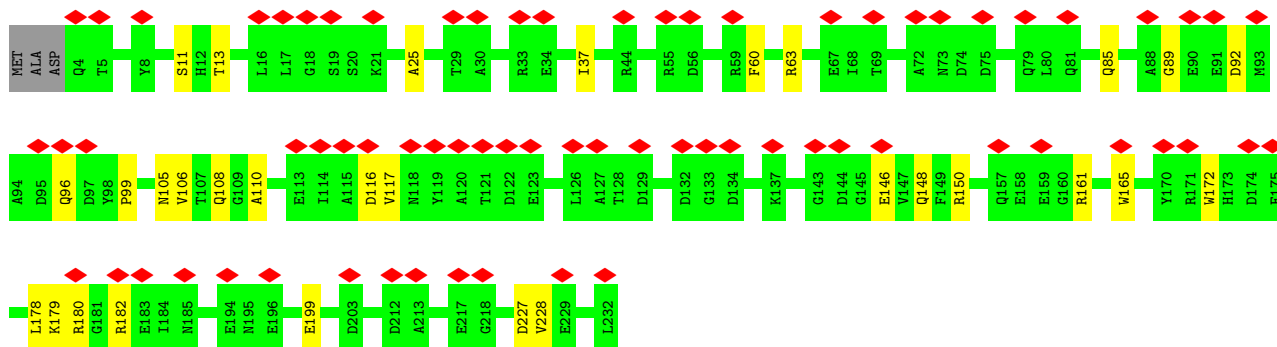 MET ALA ASP Q4 T5 Y8 S11 H12 T13 L16 L17 G18 S19 S20 K21 A25 T29 A30 R33 E34 I37 R44 R55 D56 R59 F60 R63 E67 I68 T69 A72 N73 D74 D75 Q79 L80 Q81 Q85 A88 G89 E90 E91 D92 M93
A94 D95 Q96 D97 Y98 P99 N105 V106 T107 Q108 G109 A110 E113 I114 A115 D116 V117 N118 Y119 A120 T121 D122 E123 L126 A127 T128 D129 D132 G133 D134 K137 G143 D144 G145 E146 V147 Q148 F149 R150 Q157 E158 E159 G160 R161 W165 Y170 R171 W172 H173 D174 E175
L178 K179 R180 G181 R182 E183 I184 N185 E194 N195 E196 E199 D203 D212 A213 E217 G218 D227 V228 E229 L232